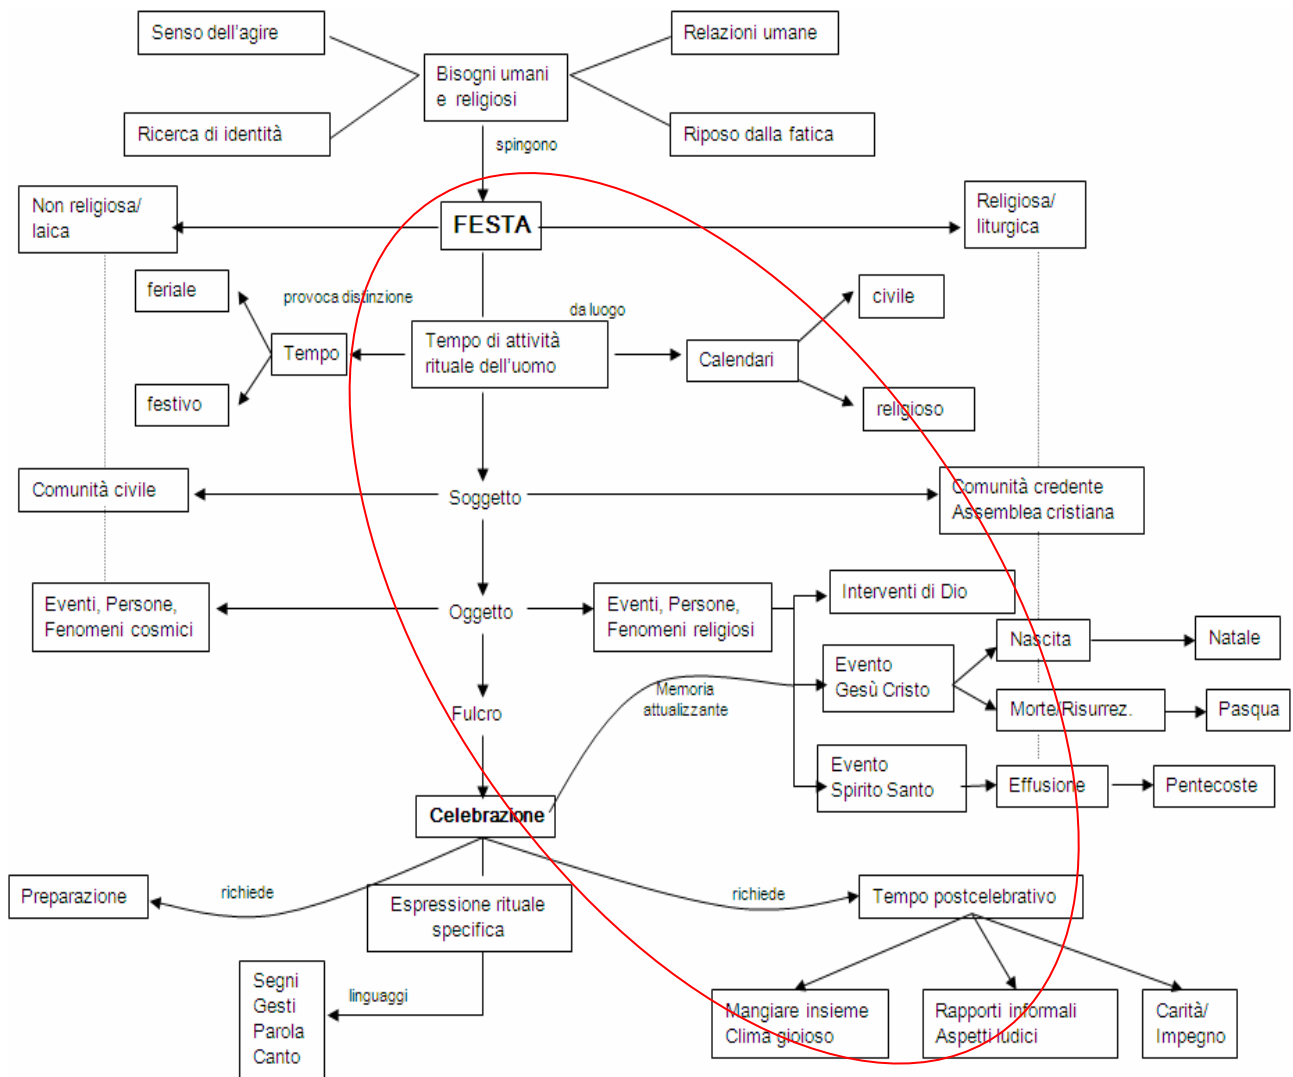 Senso dell'agire
Relazioni umane
Bisogni umani
e religiosi
Ricerca di identità
Riposo dalla fatica
spingono
Non religiosa/
laica
FESTA
Religiosa/
liturgica
feriale
provoca distinzione
da luogo
civile
Tempo
Tempo di attività
rituale dell'uomo
Calendari
festivo
religioso
Comunità civile
Soggetto
Comunità credente
Assemblea cristiana
Eventi, Persone,
Fenomeni cosmici
Oggetto
Eventi, Persone,
Fenomeni religiosi
Interventi di Dio
Nascita
Natale
Evento
Gesù Cristo
Memoria
attualizzante
Morte/Risurrez.
Pasqua
Fulcro
Evento
Spirito Santo
Effusione
Pentecoste
Celebrazione
Preparazione
richiede
Espressione rituale
specifica
richiede
Tempo postcelebrativo
Segni
Gesti
Parola
Canto
linguaggi
Mangiare insieme
Clima gioioso
Rapporti informali
Aspetti ludici
Carità/
Impegno